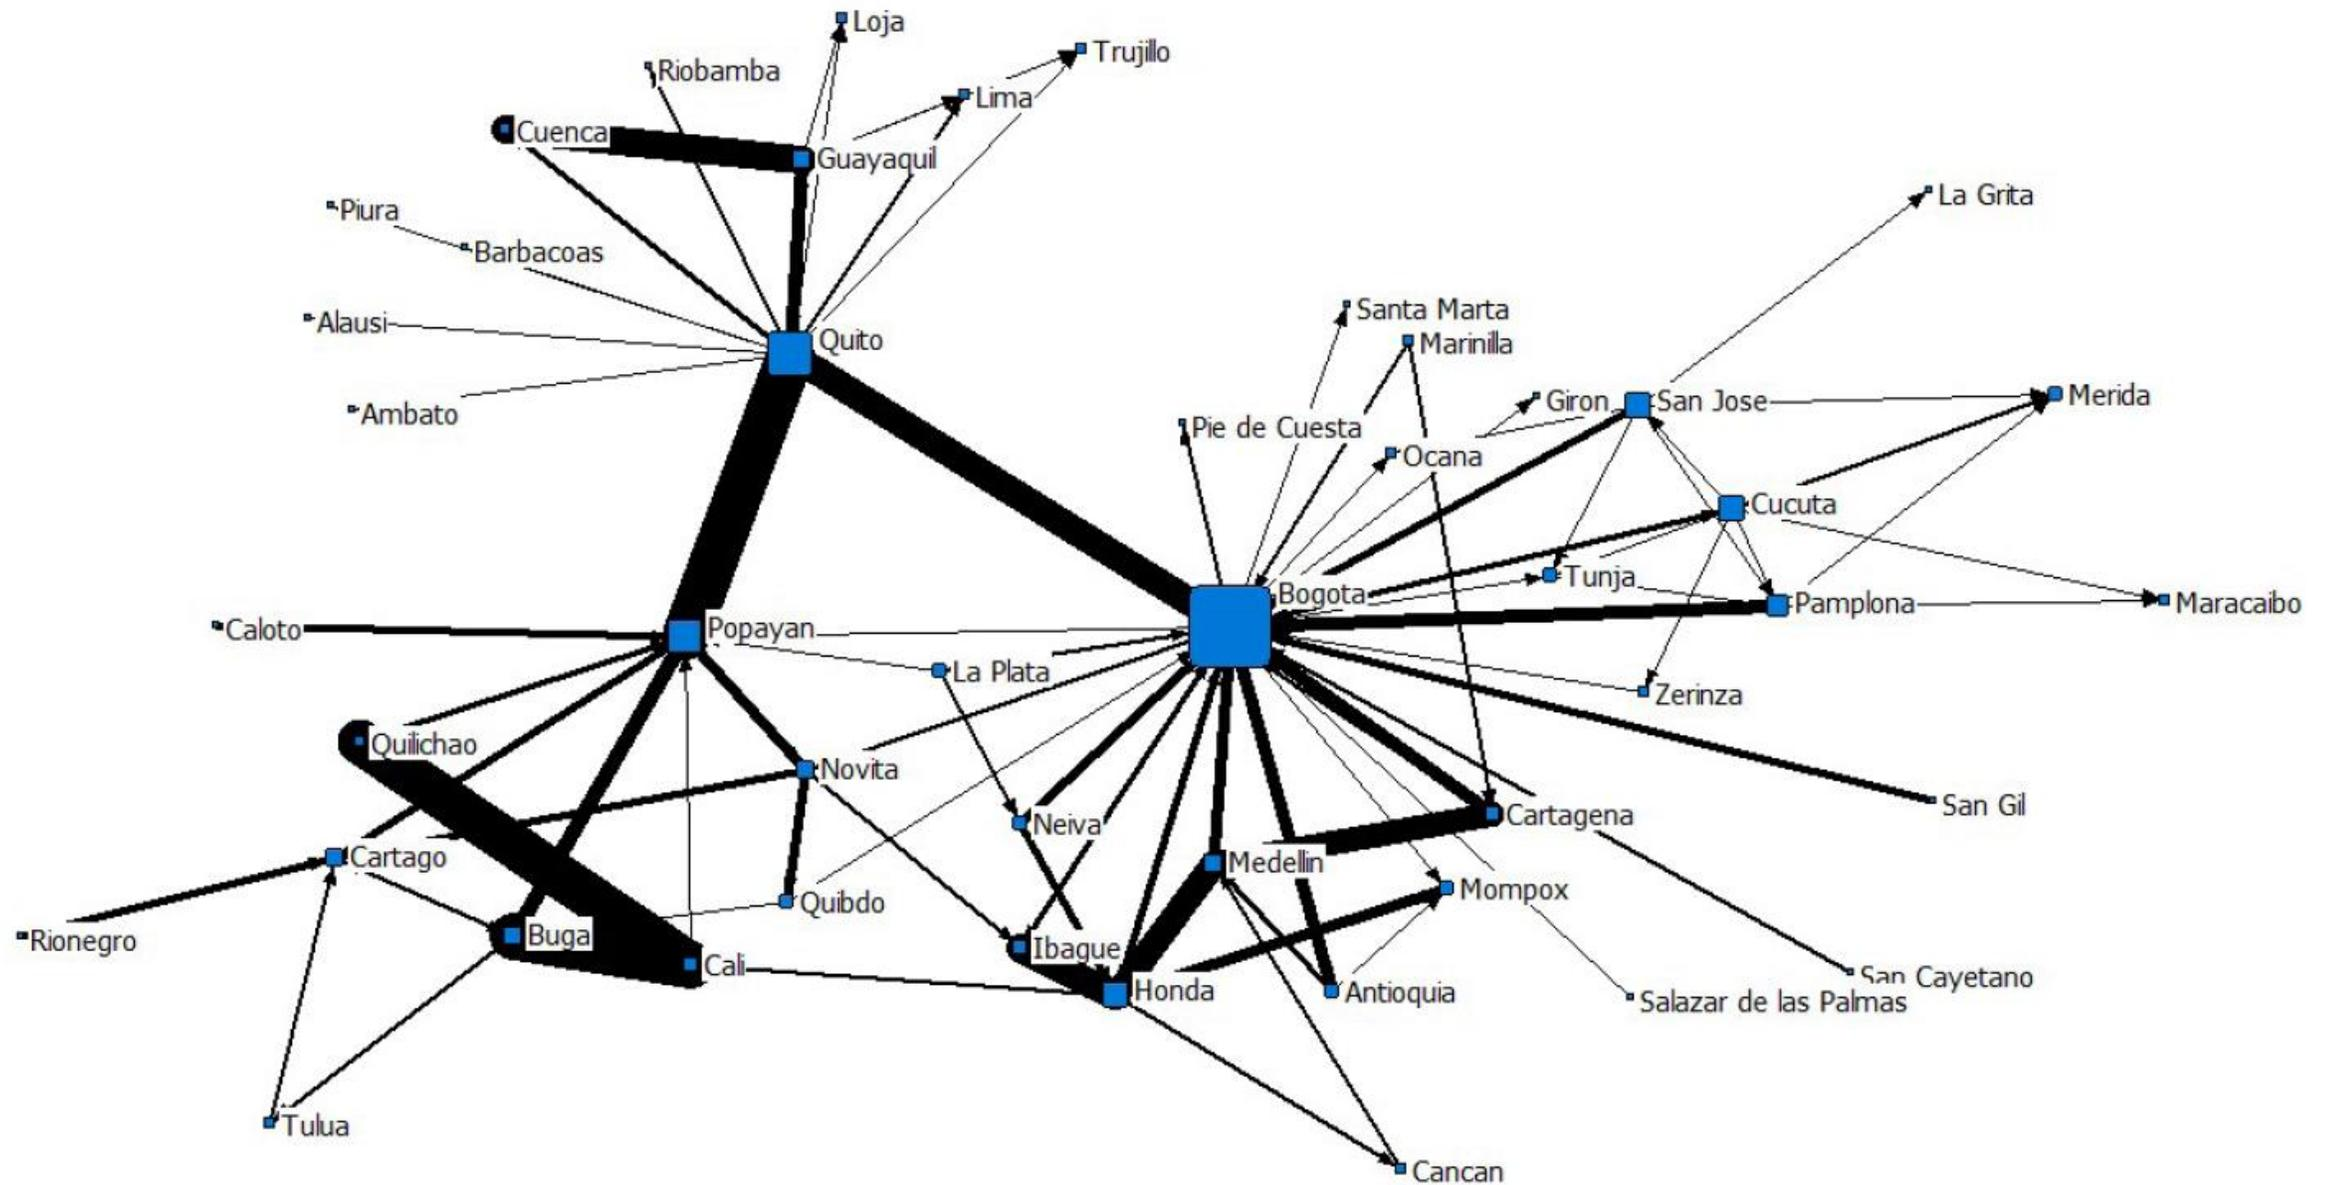 Loja
Trujillo
Riobamba
Lima
Cuenca
Guayaquil
La Grita
Piura
Barbacoas
Santa Marta
Alausi
Quito
Marinilla
Merida
Giron
San Jose
Ambato
Pie de Cuesta
Ocana
Cucuta
Tunja
Bogota
Pamplona
Maracaibo
Caloto
Popayan
La Plata
Zerinza
Quilichao
Novita
San Gil
Cartagena
Neiva
Cartago
Medellin
Mompox
Quibdo
Rionegro
Buga
Ibague
Cali
San Cayetano
Honda
Antioquia
Salazar de las Palmas
Tulua
Cancan